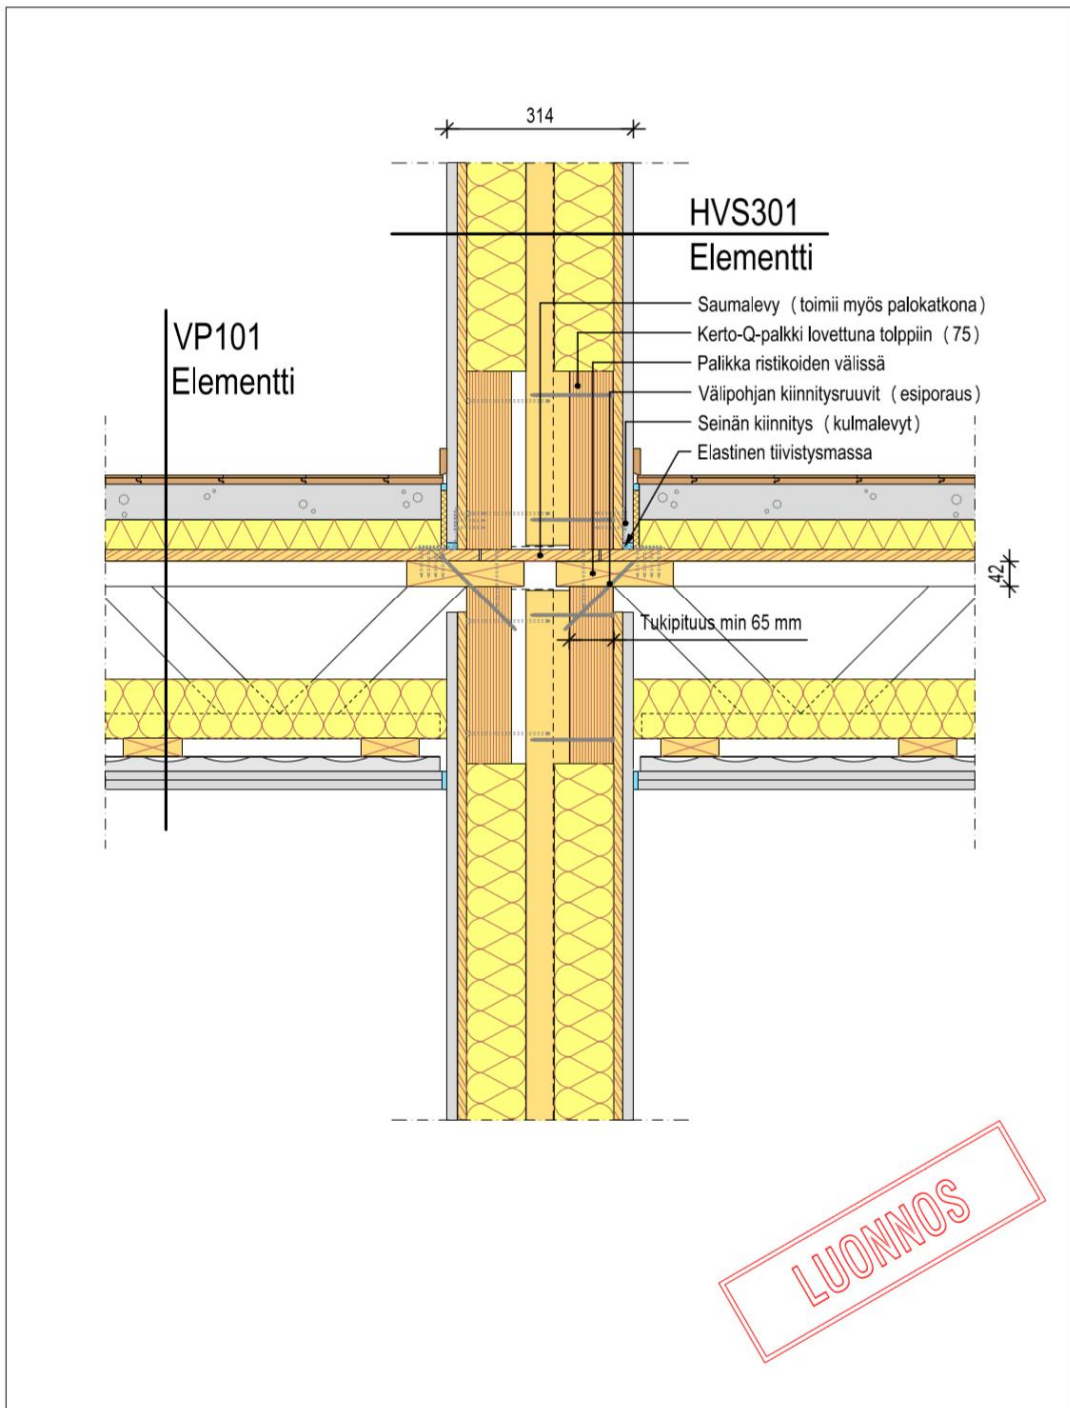 314
HVS301
Elementti
Saumalevy (toimii myös palokatkona)
Kerto-Q-palkki lovettuna tolppiin (75)
Palikka ristikoiden välissä
Välipohjan kiinnitysruuvit (esiporaus)
Seinän kiinnitys (kulmalevyt)
Elastinen tiivistysmassa
VP101
Elementti
42
Tukipituus min 65 mm
LUONNOS